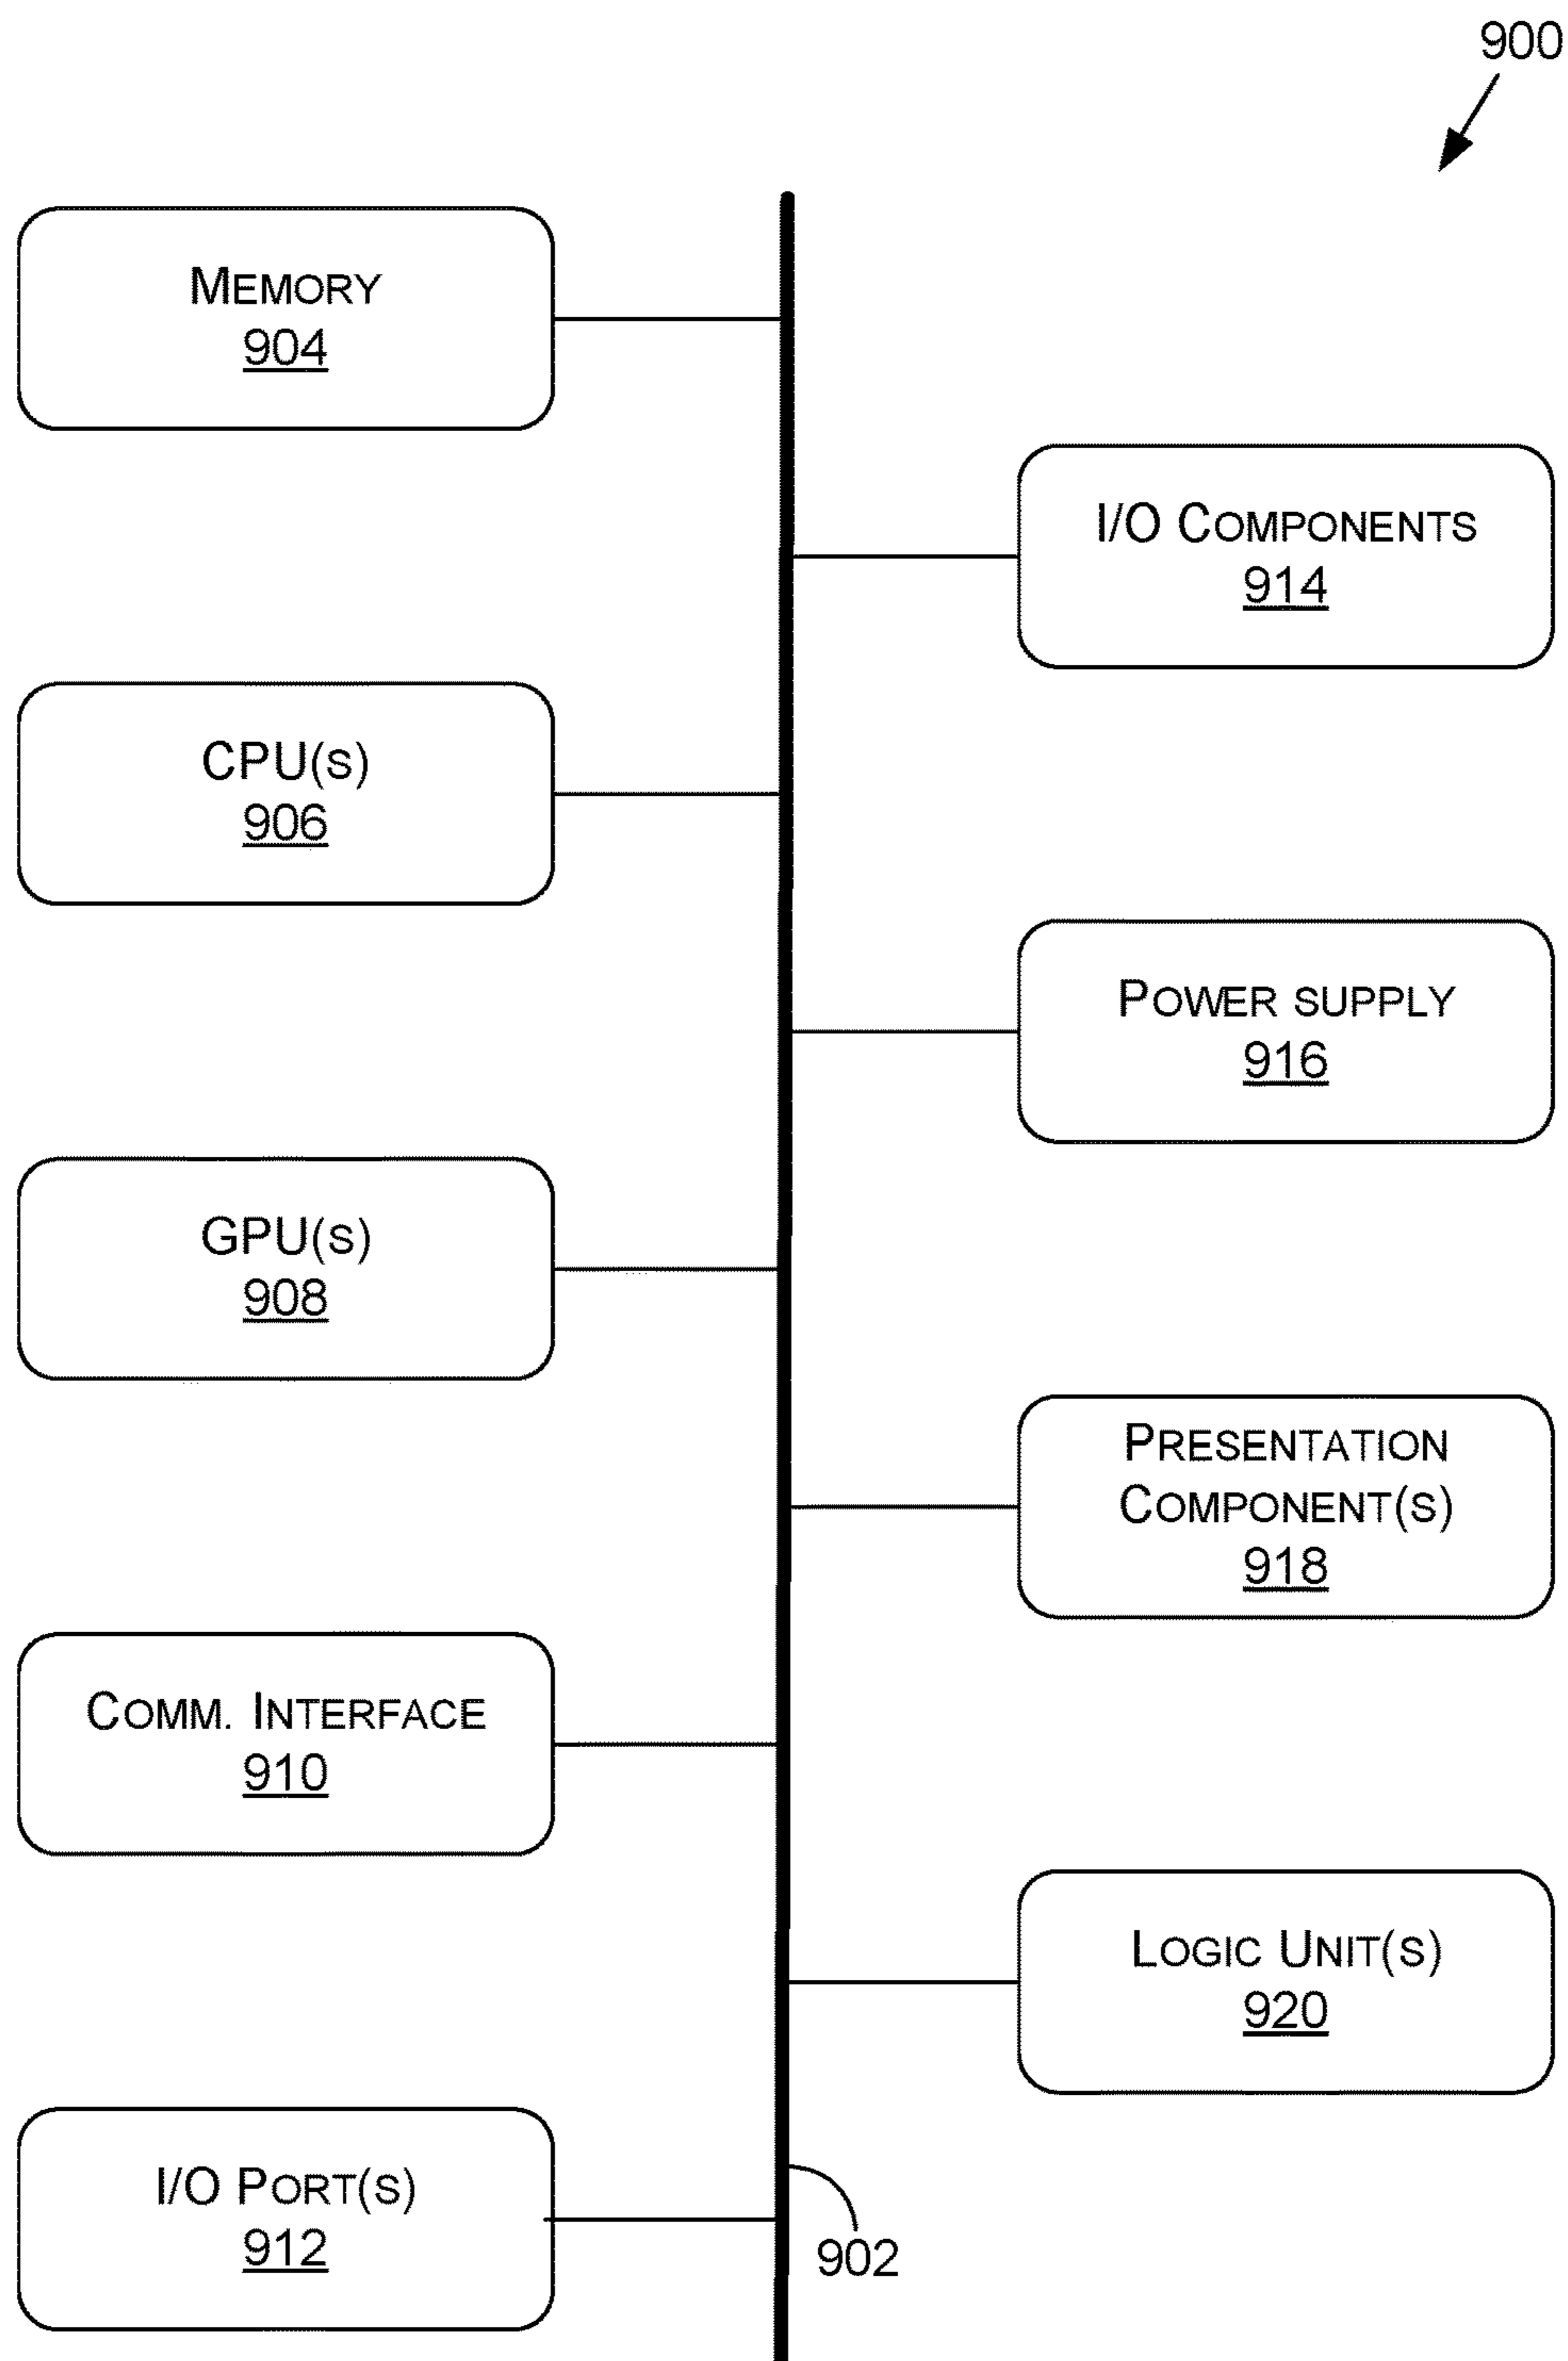 900
MEMORY
904
I/O COMPONENTS
914
CPU(S)
906
POWER SUPPLY
916
GPU(S)
908
PRESENTATION
COMPONENT(S)
918
COMM. INTERFACE
910
LOGIC UNIT(S)
920
I/O PORT(S)
912
902